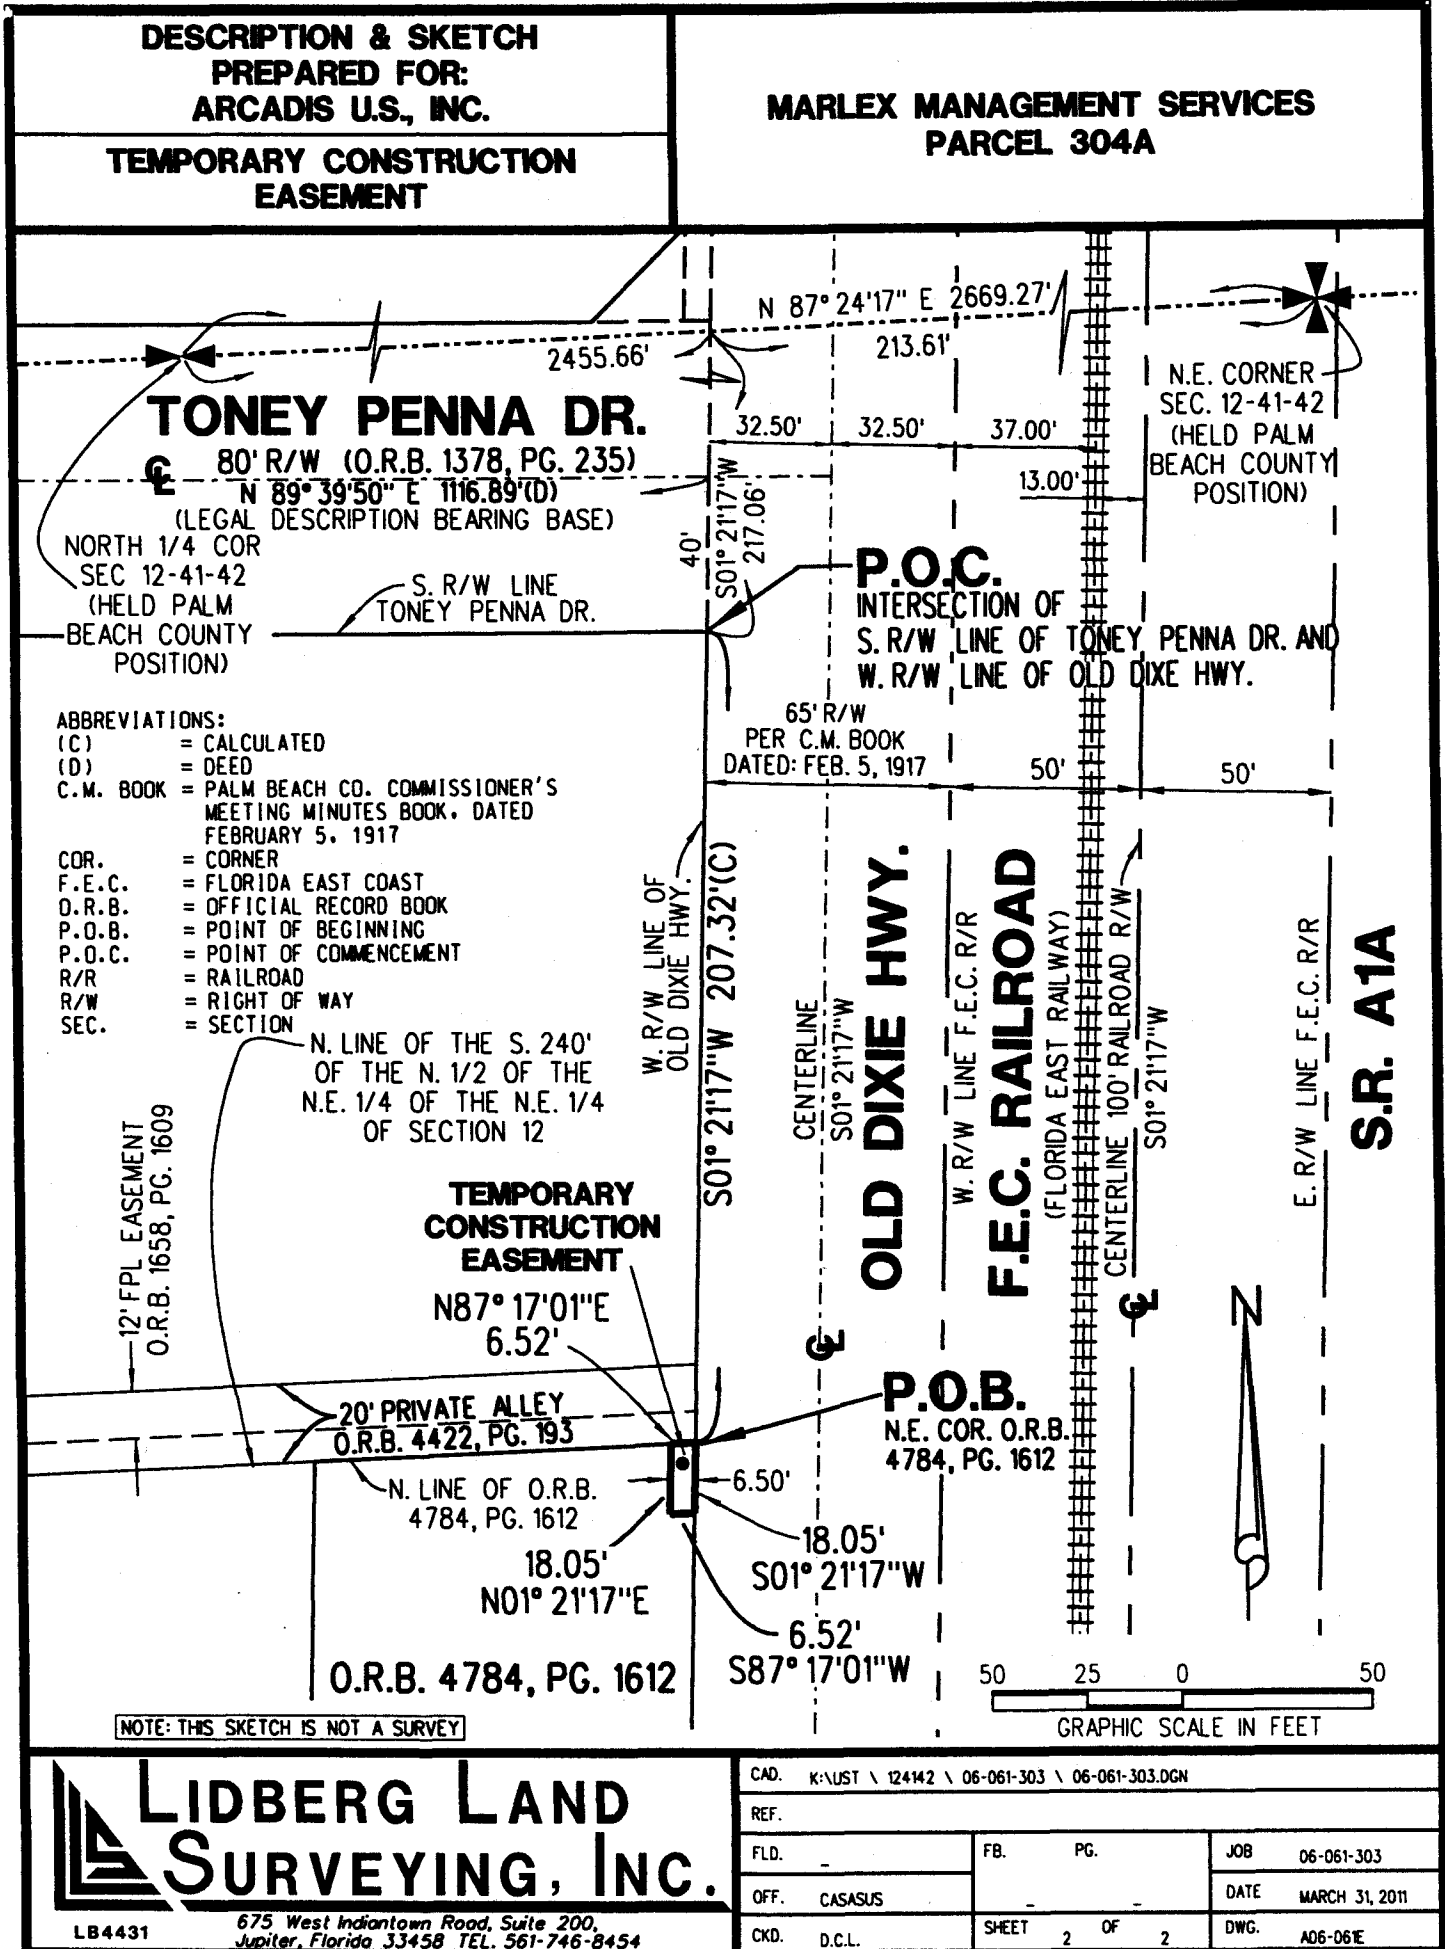 DESCRIPTION & SKETCH
PREPARED FOR:
ARCADIS U.S., INC.
TEMPORARY CONSTRUCTION
EASEMENT
MARLEX MANAGEMENT SERVICES
PARCEL 304A
N 87° 24'17" E 2669.27'
2455.66'
213.61'
N.E. CORNER
SEC. 12-41-42
(HELD PALM
BEACH COUNTY
POSITION)
TONEY PENNA DR.
80' R/W (O.R.B. 1378, PG. 235)
N 89° 39'50" E 1116.89'(D)
(LEGAL DESCRIPTION BEARING BASE)
32.50'
32.50'
37.00'
13.00'
S01° 21'17"W
217.06'
40'
NORTH 1/4 COR
SEC 12-41-42
(HELD PALM
BEACH COUNTY
POSITION)
S. R/W LINE
TONEY PENNA DR.
P.O.C.
INTERSECTION OF
S. R/W LINE OF TONEY PENNA DR. AND
W. R/W LINE OF OLD DIXE HWY.
65' R/W
PER C.M. BOOK
DATED: FEB. 5, 1917
50'
50'
ABBREVIATIONS:
(C) = CALCULATED
(D) = DEED
C.M. BOOK = PALM BEACH CO. COMMISSIONER'S
MEETING MINUTES BOOK. DATED
FEBRUARY 5. 1917
COR. = CORNER
F.E.C. = FLORIDA EAST COAST
O.R.B. = OFFICIAL RECORD BOOK
P.O.B. = POINT OF BEGINNING
P.O.C. = POINT OF COMMENCEMENT
R/R = RAILROAD
R/W = RIGHT OF WAY
SEC. = SECTION
W. R/W LINE OF
OLD DIXIE HWY.
S01° 21'17"W 207.32'(C)
CENTERLINE
S01° 21'17"W
OLD DIXIE HWY.
W. R/W LINE F.E.C. R/R
F.E.C. RAILROAD
(FLORIDA EAST RAILWAY)
CENTERLINE 100' RAILROAD R/W
S01° 21'17"W
E. R/W LINE F.E.C. R/R
S.R. A1A
N. LINE OF THE S. 240'
OF THE N. 1/2 OF THE
N.E. 1/4 OF THE N.E. 1/4
OF SECTION 12
12' FPL EASEMENT
O.R.B. 1658, PG. 1609
TEMPORARY
CONSTRUCTION
EASEMENT
N87° 17'01"E
6.52'
N
20' PRIVATE ALLEY
O.R.B. 4422, PG. 193
P.O.B.
N.E. COR. O.R.B.
4784, PG. 1612
N. LINE OF O.R.B.
4784, PG. 1612
6.50'
18.05'
N01° 21'17"E
18.05'
S01° 21'17"W
6.52'
S87° 17'01"W
O.R.B. 4784, PG. 1612
50 25 0 50
GRAPHIC SCALE IN FEET
NOTE: THIS SKETCH IS NOT A SURVEY
LIDBERG LAND
SURVEYING, INC.
LB4431
675 West Indiantown Road, Suite 200,
Jupiter, Florida 33458 TEL. 561-746-8454
CAD. K:\UST \ 124142 \ 06-061-303 \ 06-061-303.DGN
REF.
FLD. -
FB. PG.
- -
JOB 06-061-303
OFF. CASASUS
DATE MARCH 31, 2011
CKD. D.C.L.
SHEET 2 OF 2
DWG. A06-061E